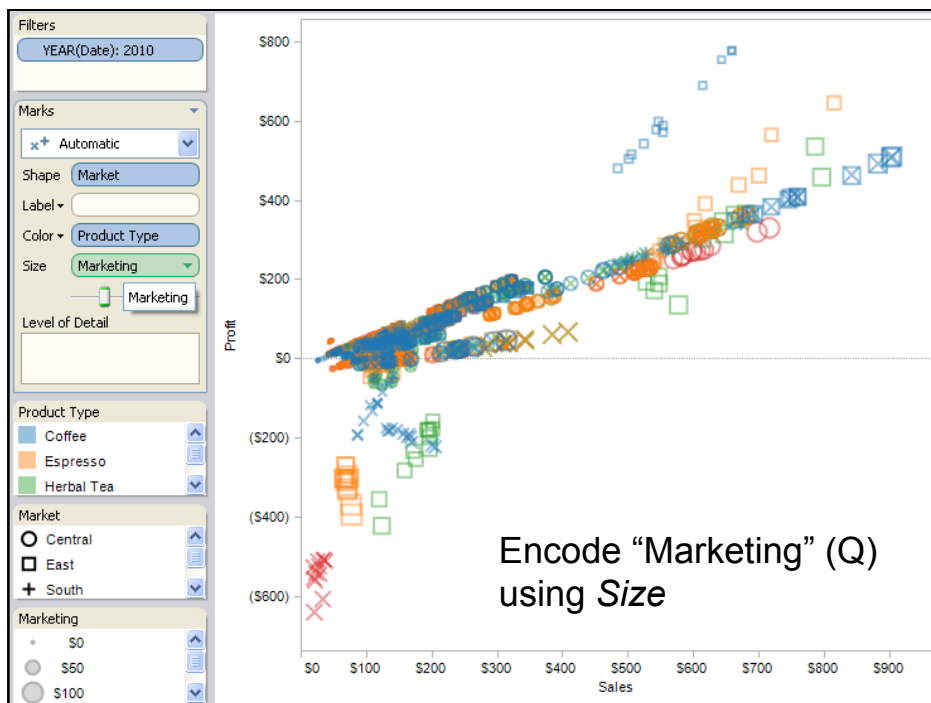 Filters
YEAR(Date): 2010
Marks
Automatic
Shape Market
Label
Color Product Type
Size Marketing
Marketing
Level of Detail
Product Type
Coffee
Espresso
Herbal Tea
Market
Central
East
South
Marketing
$0
$50
$100
Profit
$800
$600
$400
$200
$0
($200)
($400)
($600)
Encode “Marketing” (Q)
using Size
$0 $100 $200 $300 $400 $500 $600 $700 $800 $900
Sales